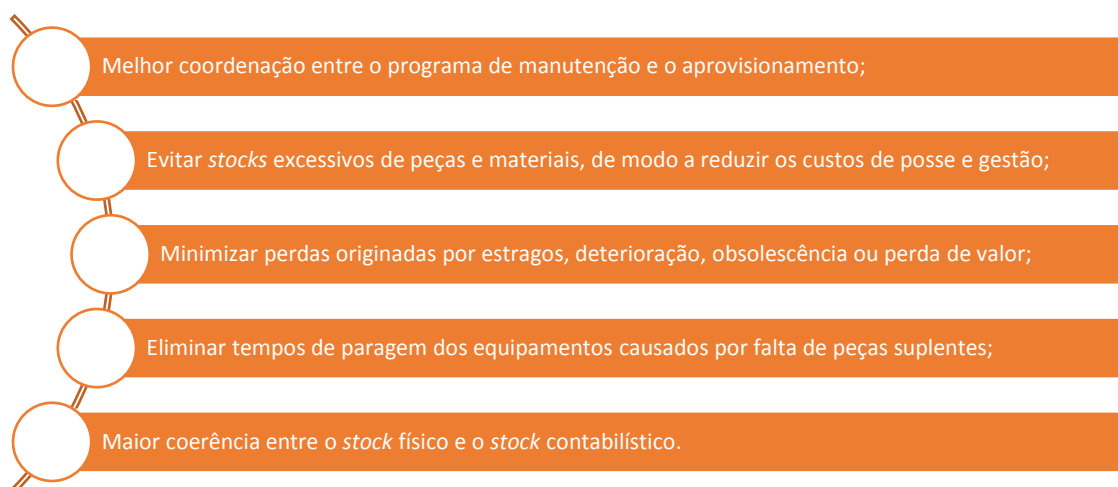 Melhor coordenação entre o programa de manutenção e o aprovisionamento;
Evitar stocks excessivos de peças e materiais, de modo a reduzir os custos de posse e gestão;
Minimizar perdas originadas por estragos, deterioração, obsolescência ou perda de valor;
Eliminar tempos de paragem dos equipamentos causados por falta de peças suplentes;
Maior coerência entre o stock físico e o stock contabilístico.